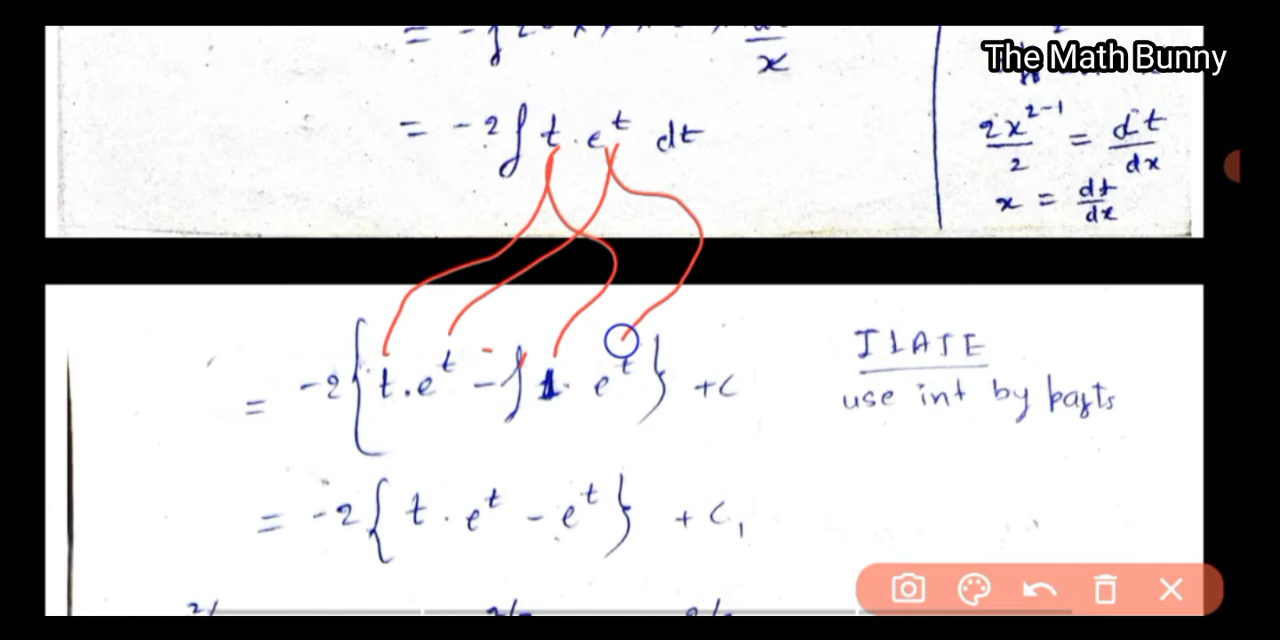 The Math Bunny
x
= -2 ∫ t . e^t dt
2x^{2-1}/2 = dt/dx
x = dt/dx
= -2 { t . e^t - ∫ 1 . e^t } + c
ILATE
use int by parts
= -2 { t . e^t - e^t } + c₁